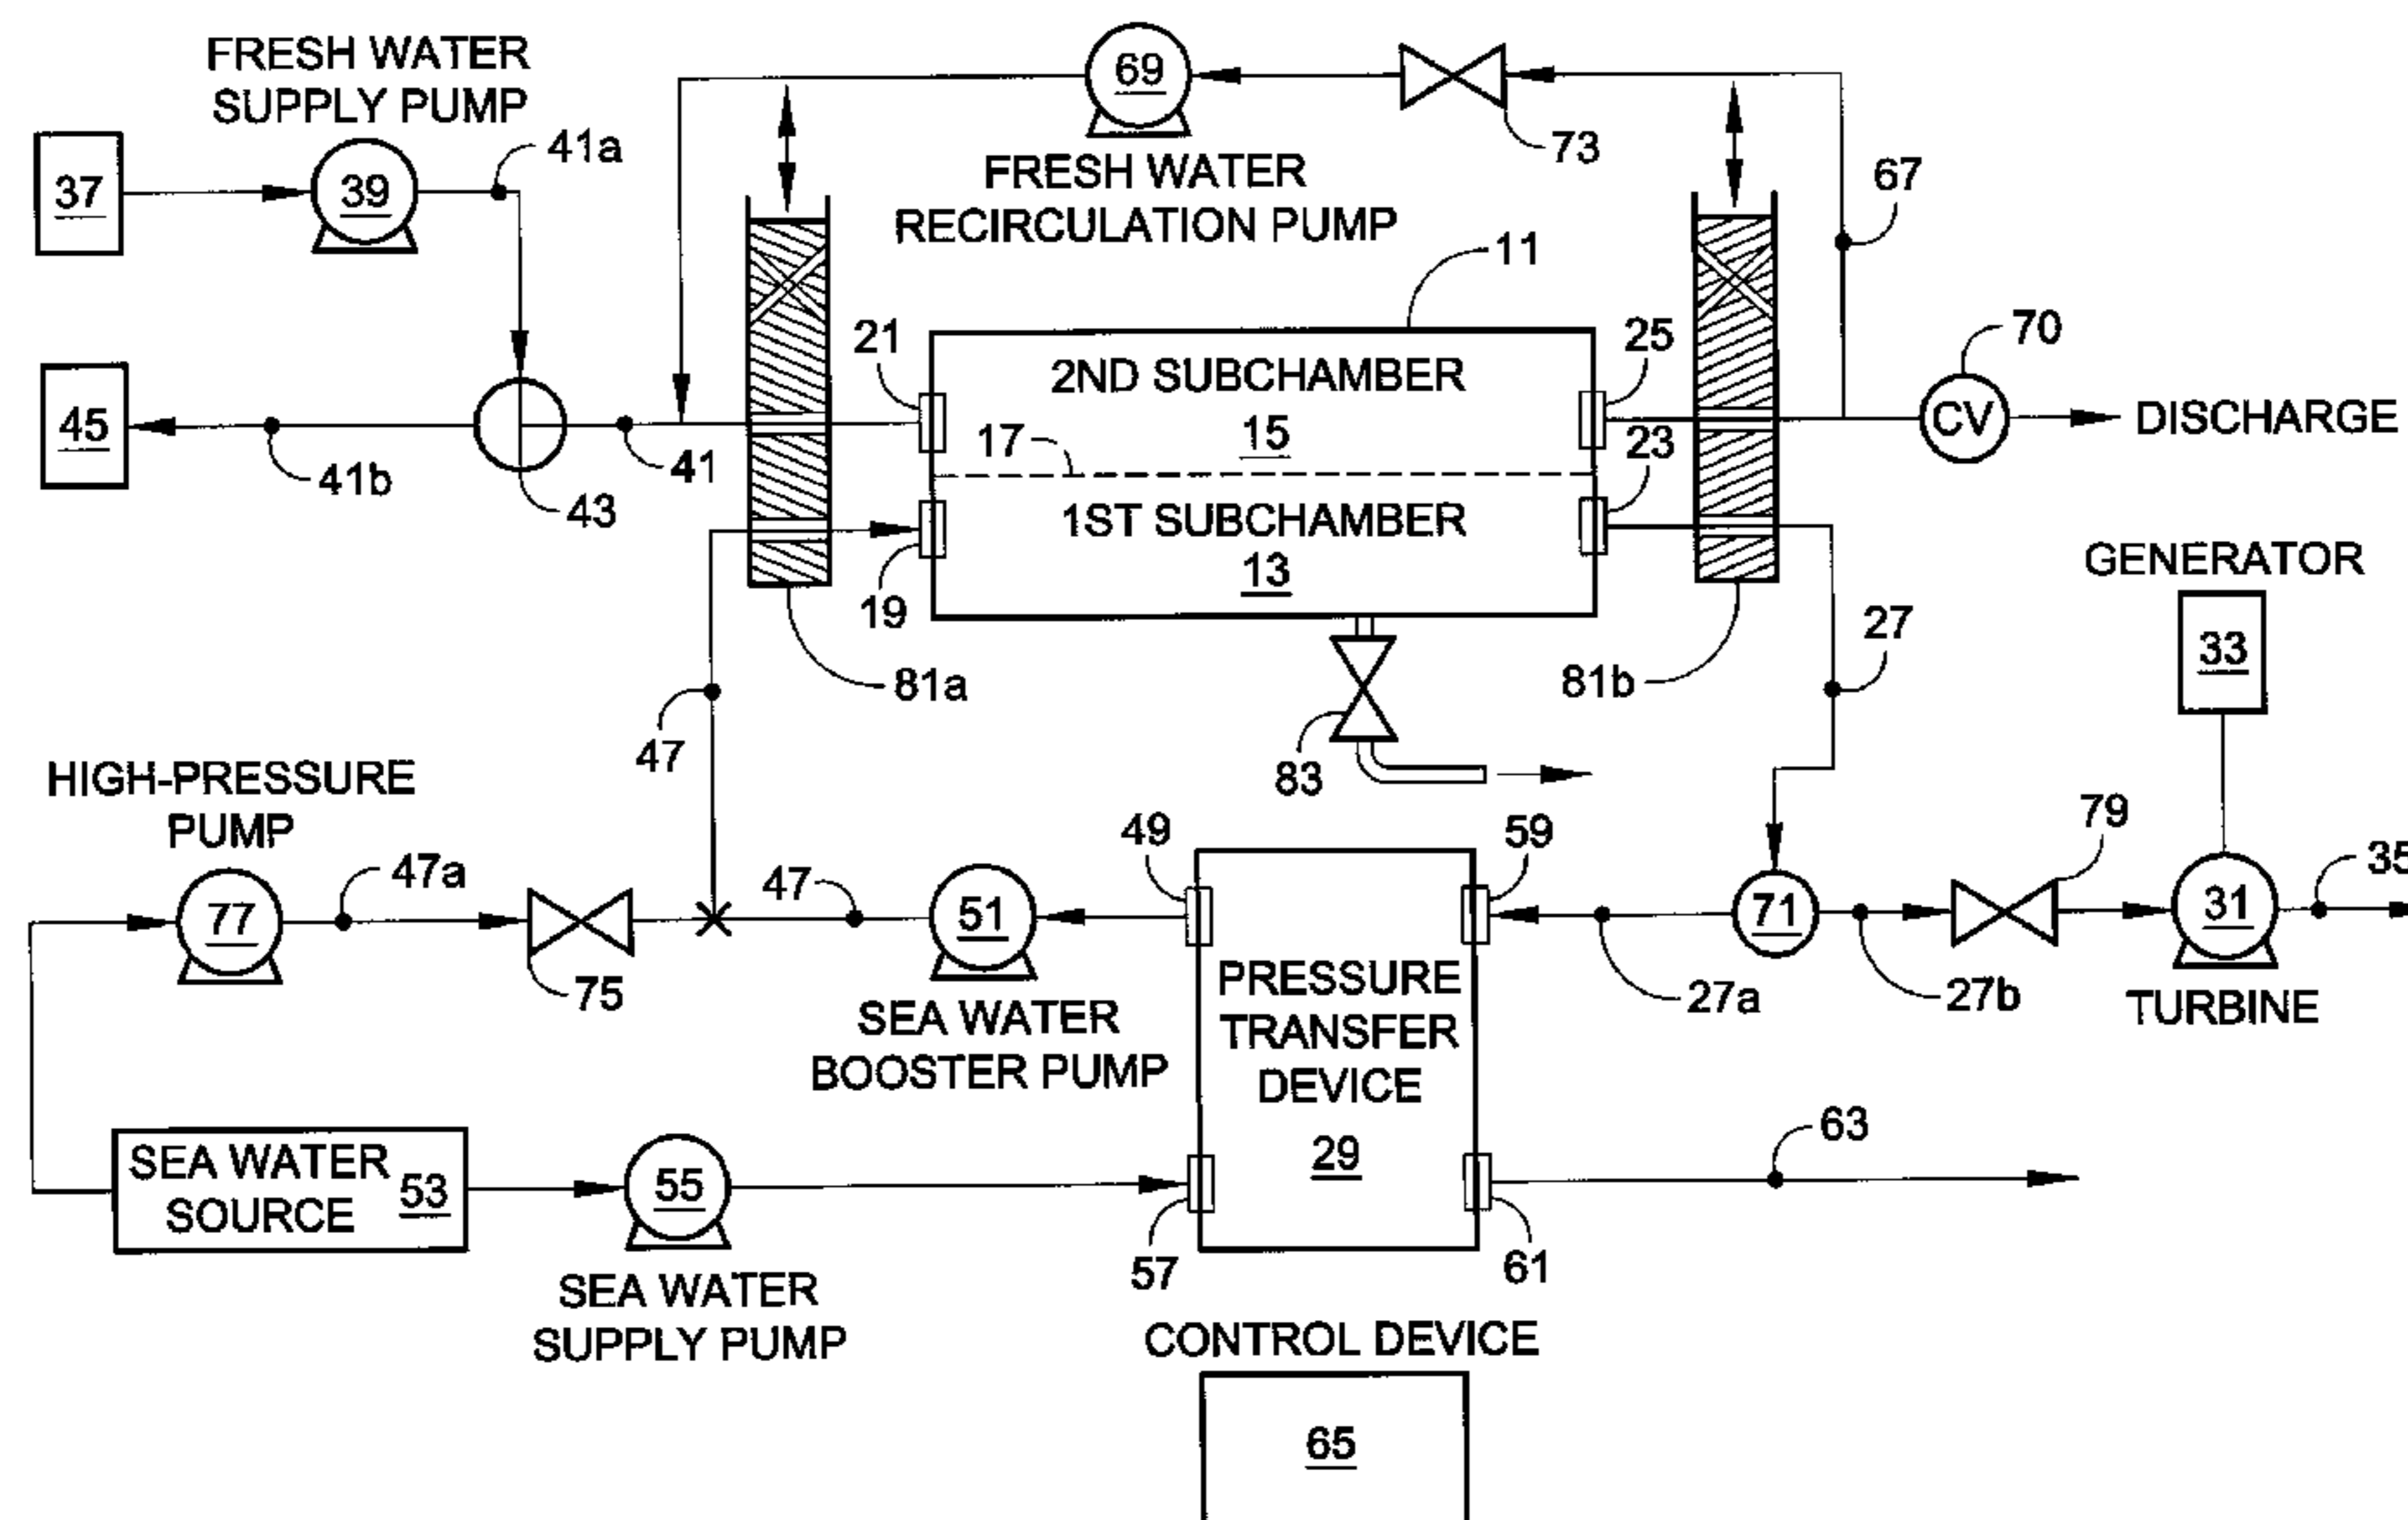 FRESH WATER
SUPPLY PUMP
37
39
41a
69
73
FRESH WATER
RECIRCULATION PUMP
67
11
45
41b
43
41
21
2ND SUBCHAMBER
15
17
25
23
70
CV
DISCHARGE
1ST SUBCHAMBER
13
19
81a
81b
83
27
GENERATOR
33
47
HIGH-PRESSURE
PUMP
77
47a
75
47
51
SEA WATER
BOOSTER PUMP
49
59
PRESSURE
TRANSFER
DEVICE
29
71
27a
27b
79
31
35
TURBINE
SEA WATER
SOURCE
53
55
SEA WATER
SUPPLY PUMP
57
61
63
CONTROL DEVICE
65